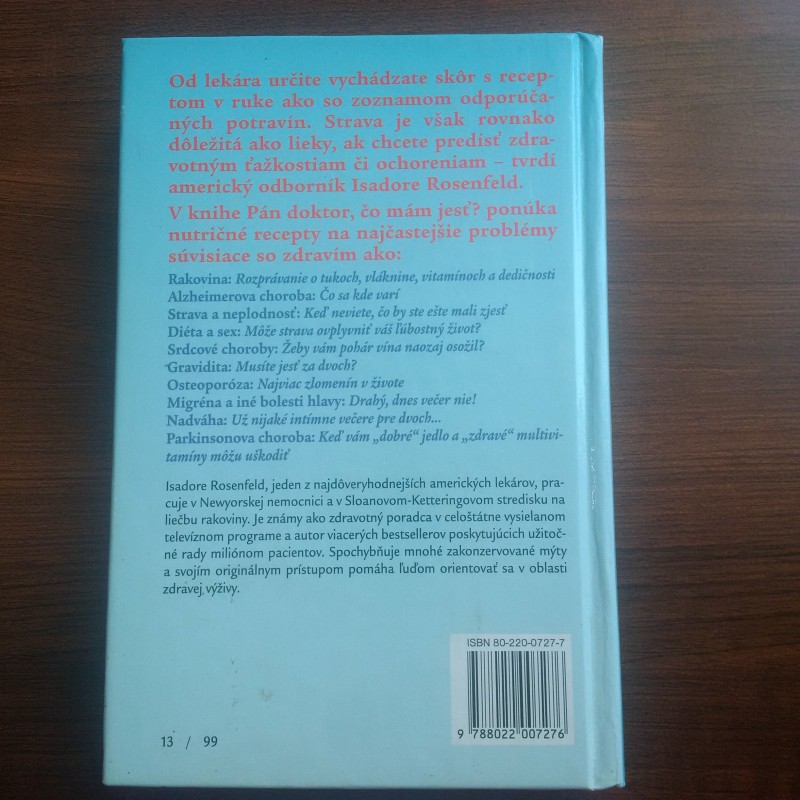 Od lekára určite vychádzate skôr s recep-
tom v ruke ako so zoznamom odporúča-
ných potravín. Strava je však rovnako
dôležitá ako lieky, ak chcete predísť zdra-
votným ťažkostiam či ochoreniam – tvrdí
americký odborník Isadore Rosenfeld.
V knihe Pán doktor, čo mám jesť? ponúka
nutričné recepty na najčastejšie problémy
súvisiace so zdravím ako:
Rakovina: Rozprávanie o tukoch, vláknine, vitamínoch a dedičnosti
Alzheimerova choroba: Čo sa kde varí
Strava a neplodnosť: Keď neviete, čo by ste ešte mali zjesť
Diéta a sex: Môže strava ovplyvniť váš ľúbostný život?
Srdcové choroby: Žeby vám pohár vína naozaj osožil?
Gravidita: Musíte jesť za dvoch?
Osteoporóza: Najviac zlomenín v živote
Migréna a iné bolesti hlavy: Drahý, dnes večer nie!
Nadváha: Už nijaké intímne večere pre dvoch...
Parkinsonova choroba: Keď vám „dobré“ jedlo a „zdravé“ multivi-
tamíny môžu uškodiť
Isadore Rosenfeld, jeden z najdôveryhodnejších amerických lekárov, pra-
cuje v Newyorskej nemocnici a v Sloanovom-Ketteringovom stredisku na
liečbu rakoviny. Je známy ako zdravotný poradca v celoštátne vysielanom
televíznom programe a autor viacerých bestsellerov poskytujúcich užitoč-
né rady miliónom pacientov. Spochybňuje mnohé zakonzervované mýty
a svojím originálnym prístupom pomáha ľuďom orientovať sa v oblasti
zdravej výživy.
ISBN 80-220-0727-7
9 788022 007276
13 / 99